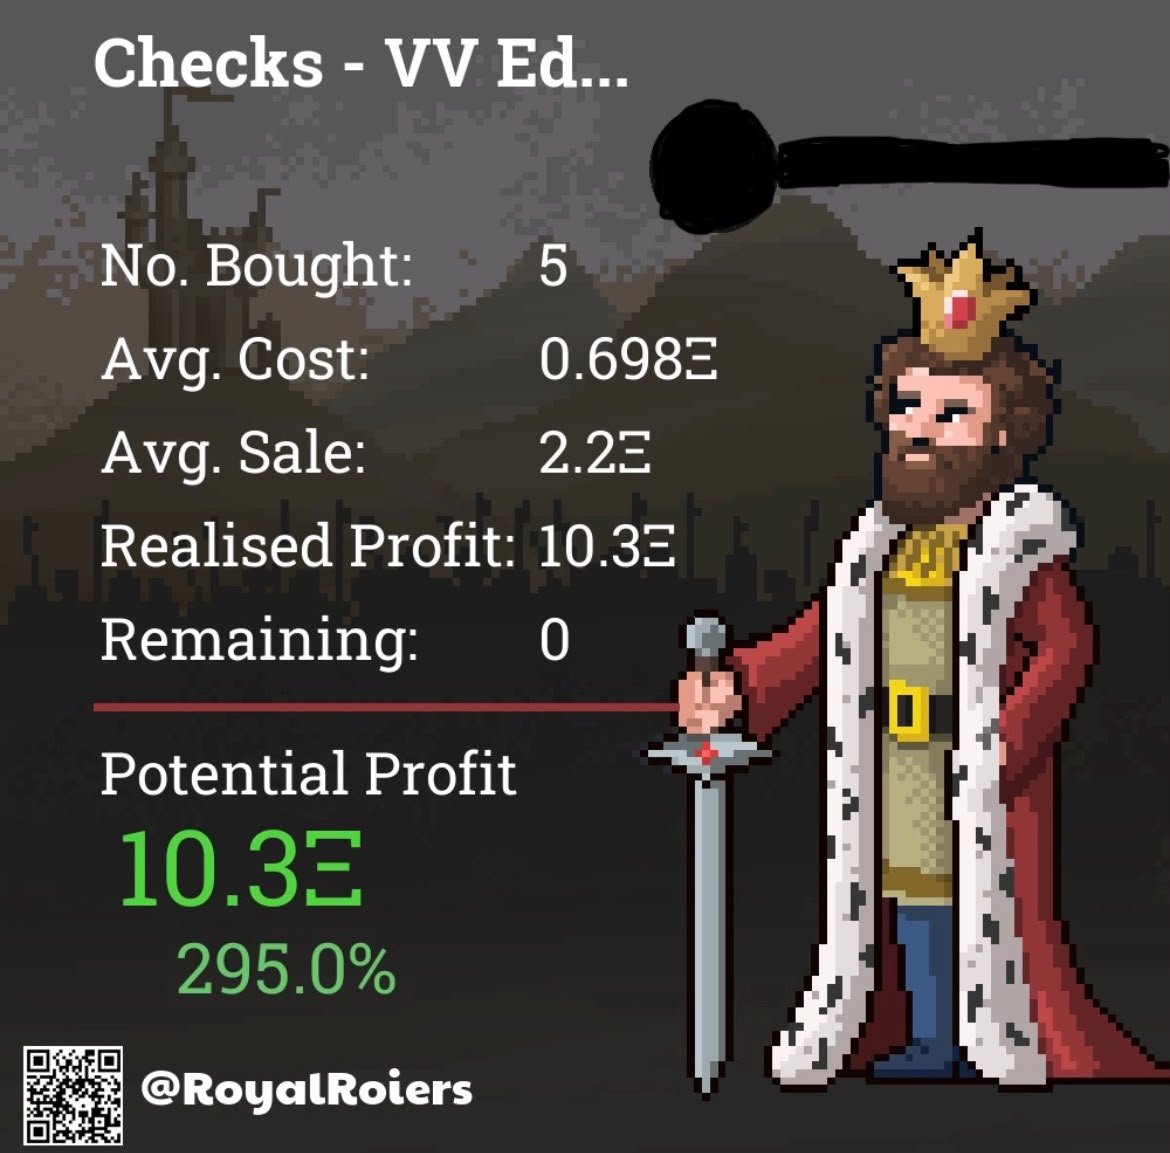 Checks - VV Ed...
No. Bought: 5
Avg. Cost: 0.698Ξ
Avg. Sale: 2.2Ξ
Realised Profit: 10.3Ξ
Remaining: 0
Potential Profit
10.3Ξ
295.0%
@RoyalRoiers